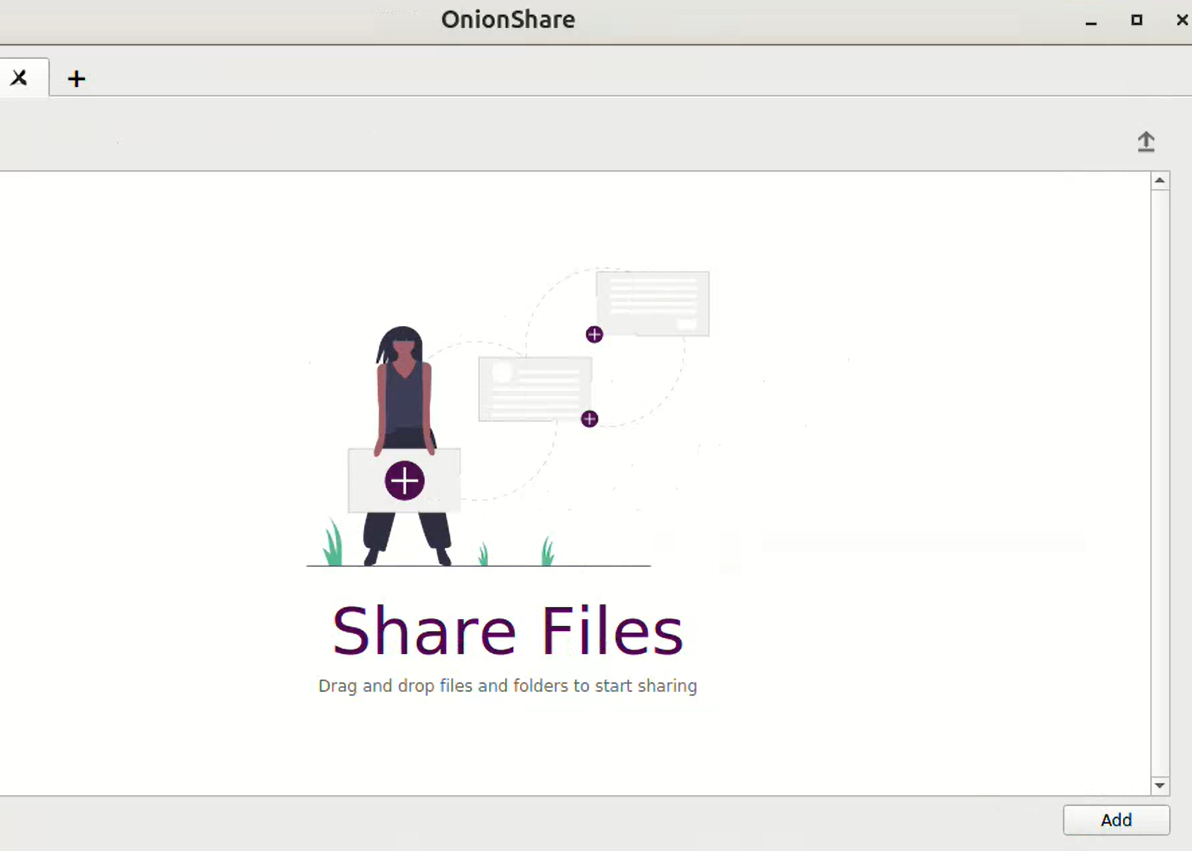 OnionShare
Share Files
Drag and drop files and folders to start sharing
Add